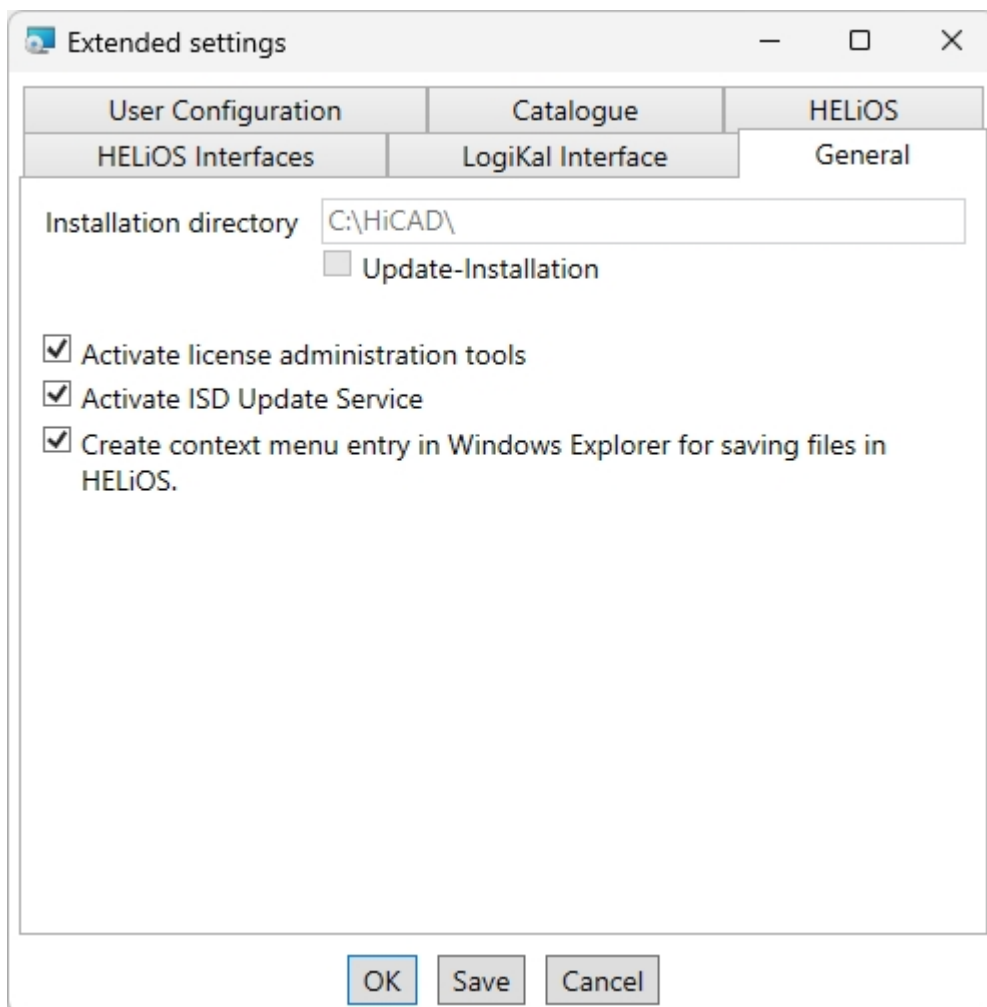 Extended settings
User Configuration
Catalogue
HELiOS
HELiOS Interfaces
LogiKal Interface
General
Installation directory C:\HiCAD\
Update-Installation
Activate license administration tools
Activate ISD Update Service
Create context menu entry in Windows Explorer for saving files in
HELiOS.
OK
Save
Cancel